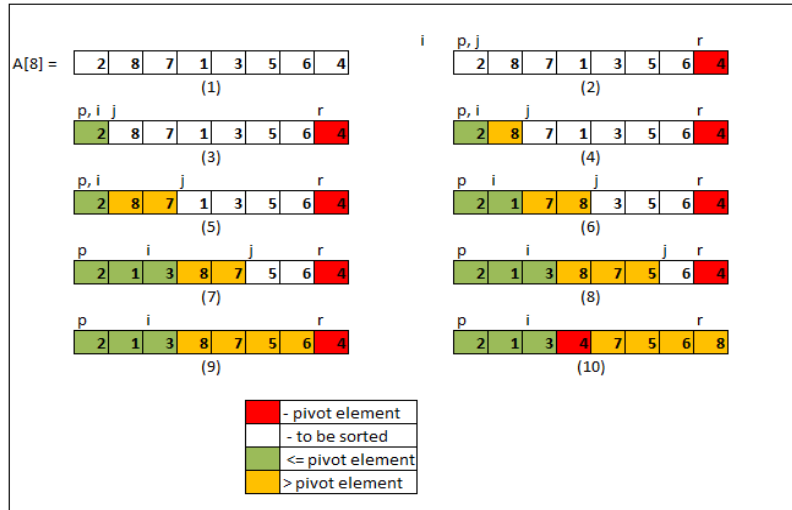 i p, j r
A[8] = 2 8 7 1 3 5 6 4 2 8 7 1 3 5 6 4
(1) (2)
p, i j r p, i j r
2 8 7 1 3 5 6 4 2 8 7 1 3 5 6 4
(3) (4)
p, i j r p i j r
2 8 7 1 3 5 6 4 2 1 7 8 3 5 6 4
(5) (6)
p i j r p i j r
2 1 3 8 7 5 6 4 2 1 3 8 7 5 6 4
(7) (8)
p i r p i r
2 1 3 8 7 5 6 4 2 1 3 4 7 5 6 8
(9) (10)
- pivot element
- to be sorted
<= pivot element
> pivot element